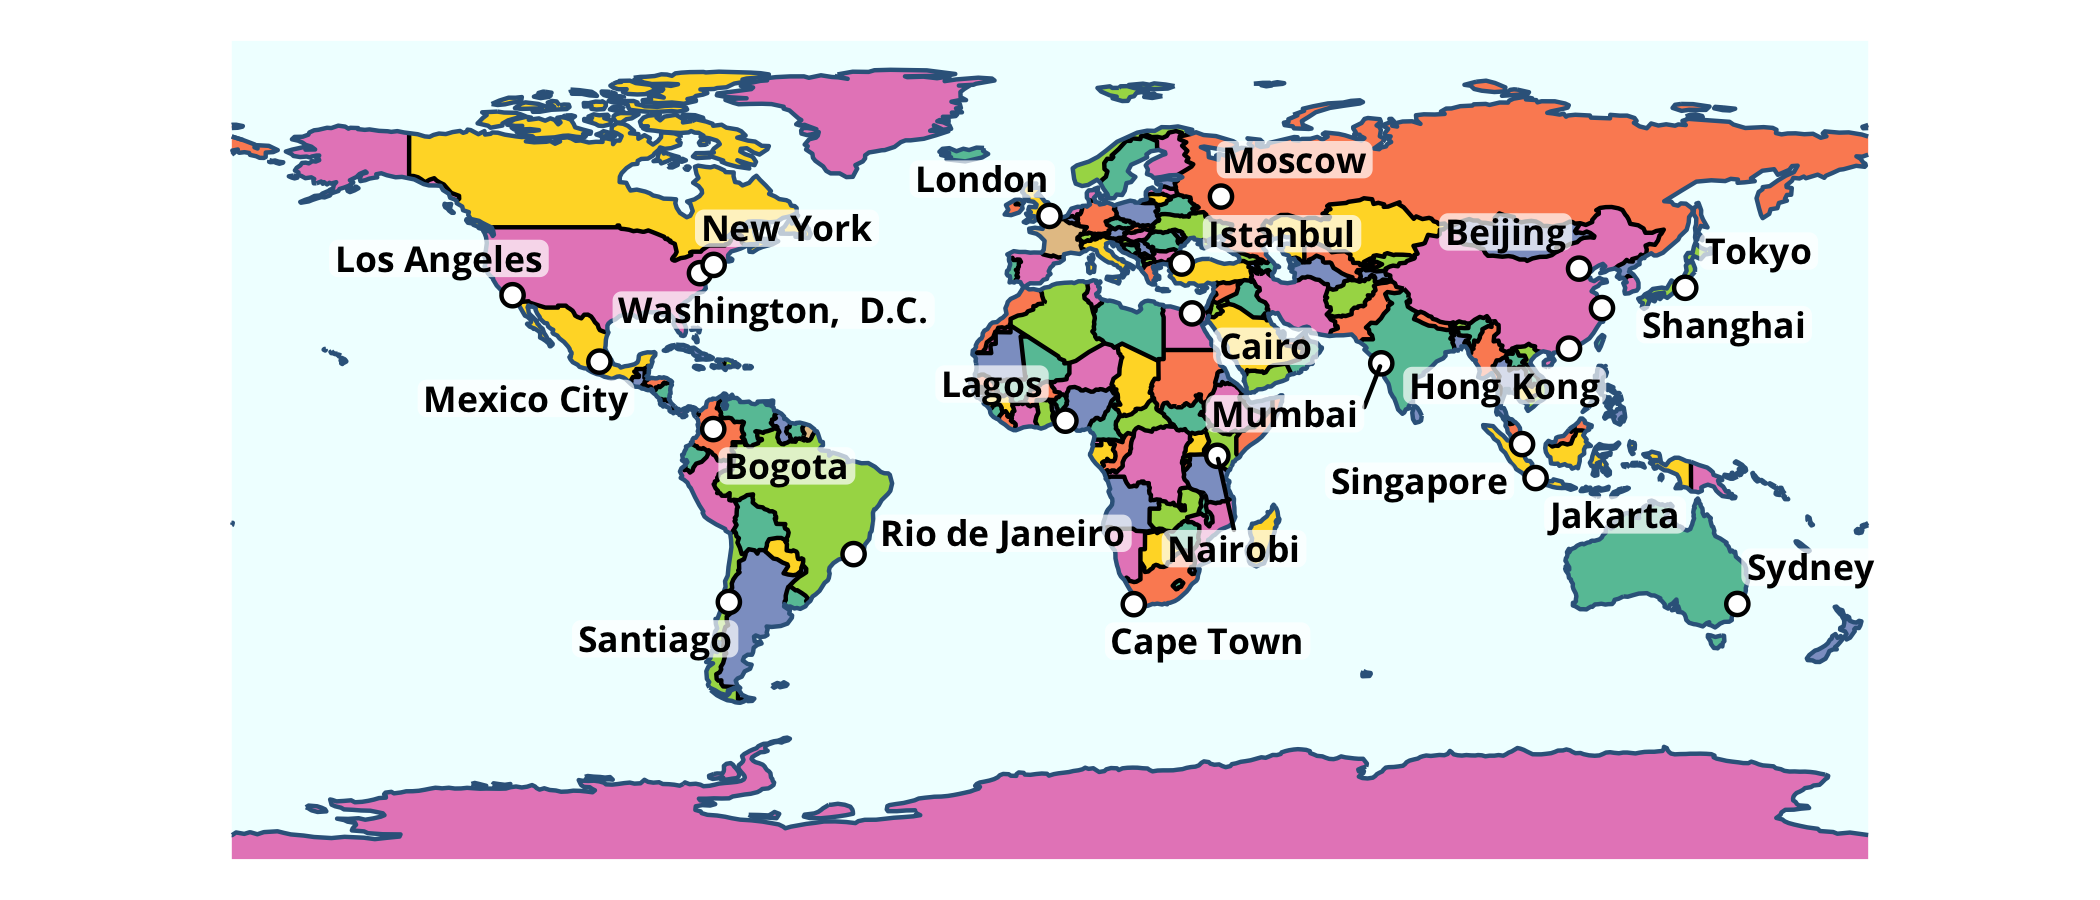 Moscow
London
New York
Istanbul
Beijing
Tokyo
Los Angeles
Washington,  D.C.
Shanghai
Cairo
Lagos
Hong Kong
Mexico City
Mumbai
Bogota
Singapore
Jakarta
Rio de Janeiro
Nairobi
Sydney
Santiago
Cape Town